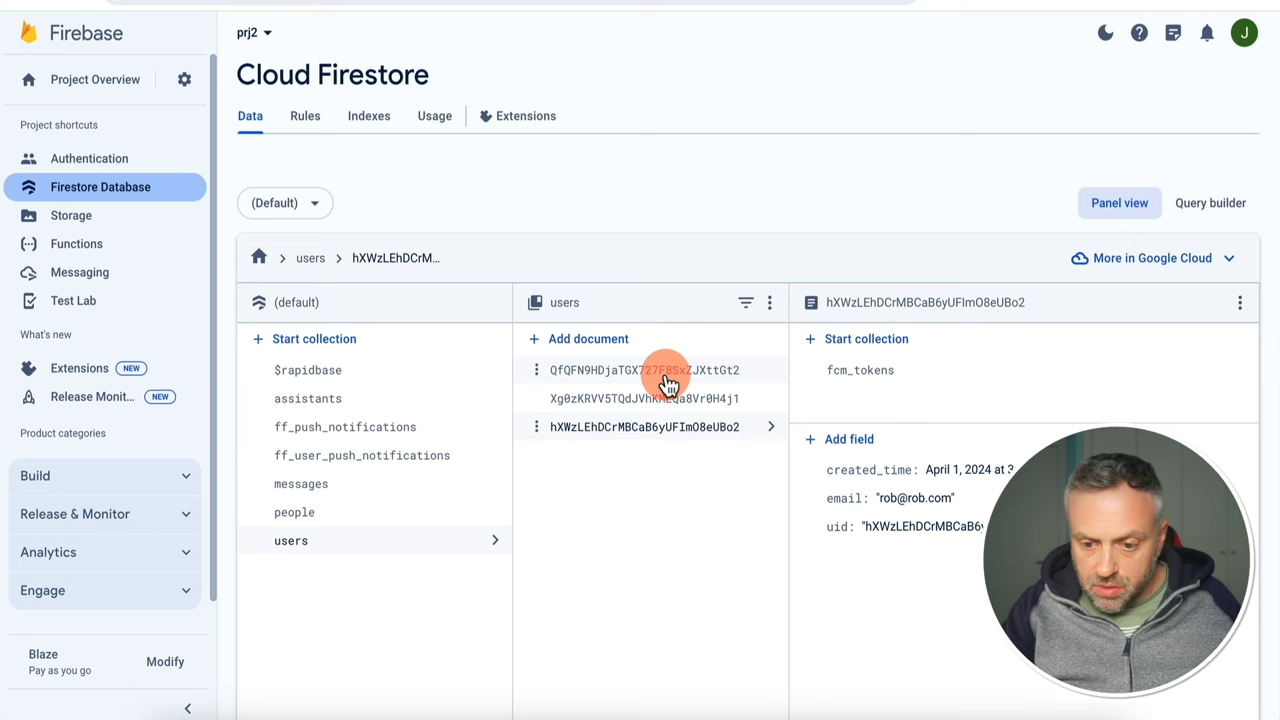 Firebase
prj2
J
Project Overview
Cloud Firestore
Data Rules Indexes Usage Extensions
Project shortcuts
Authentication
Firestore Database
Storage
Functions
Messaging
Test Lab
What's new
Extensions NEW
Release Monit... NEW
Product categories
Build
Release & Monitor
Analytics
Engage
Blaze
Pay as you go
Modify
(Default)
Panel view Query builder
users hXWzLEhDCrM...
More in Google Cloud
(default)
+ Start collection
$rapidbase
assistants
ff_push_notifications
ff_user_push_notifications
messages
people
users
users
+ Add document
QfQFN9HDjaTGX727F8SxZJXttGt2
hXWzLEhDCrMBCaB6yUFImO8eUBo2
hXWzLEhDCrMBCaB6yUFImO8eUBo2
+ Start collection
fcm_tokens
+ Add field
created_time: April 1, 2024 at 3
email: "rob@rob.com"
uid: "hXWzLEhDCrMBCaB6y